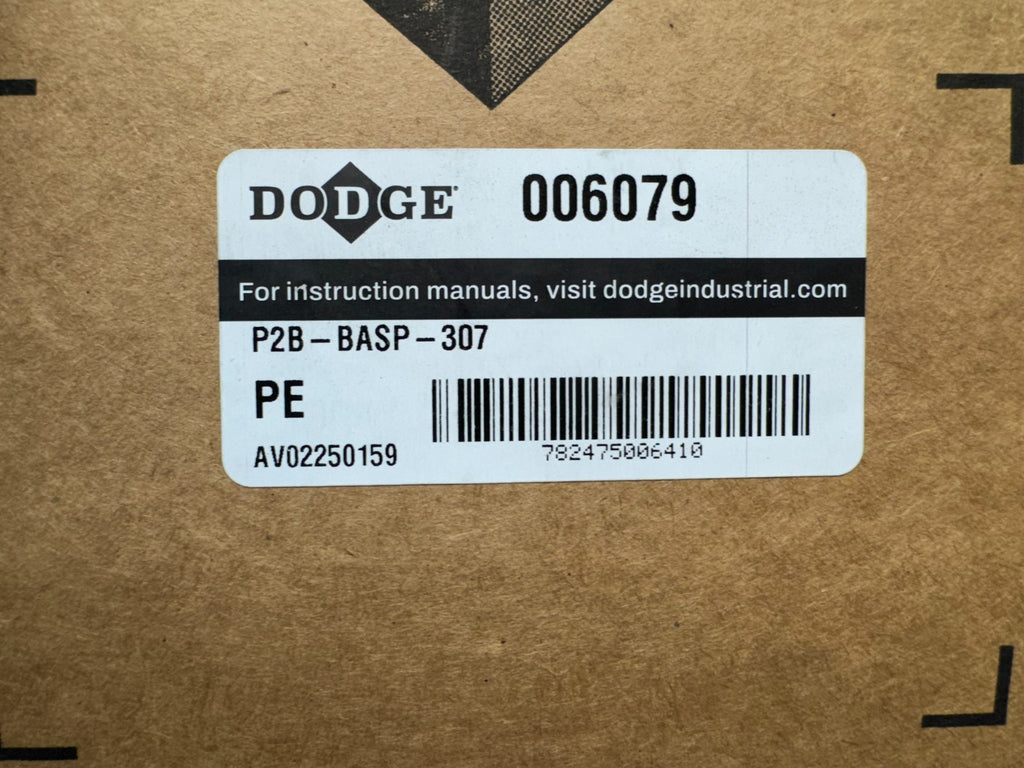 DODGE 006079
For instruction manuals, visit dodgeindustrial.com
P2B-BASP-307
PE
AV02250159
782475006410